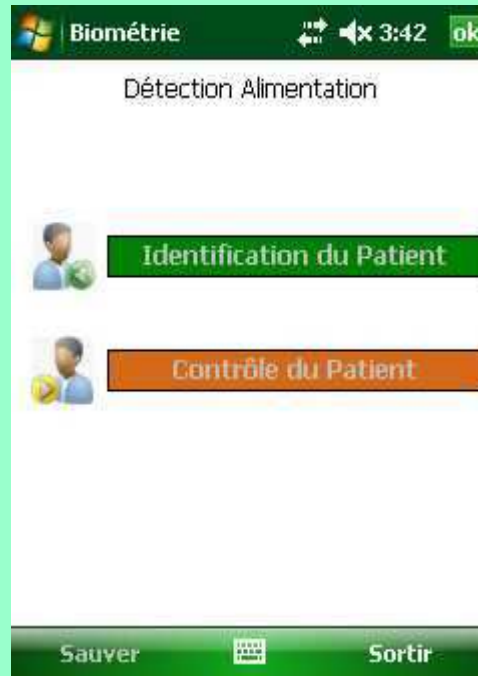 Biométrie 3:42 ok
Détection Alimentation
Identification du Patient
Contrôle du Patient
Sauver Sortir